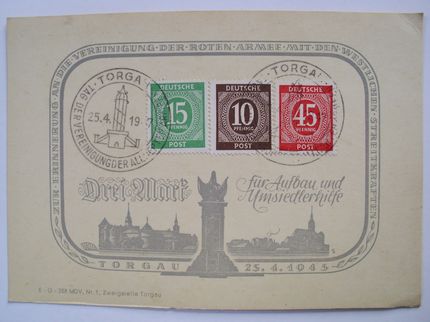 ZUR · ERINNERUNG · AN · DIE · VEREINIGUNG · DER · ROTEN · ARMEE · MIT · DEN · WESTLICHEN · STREITKRÄFTEN
TORGAU
25.4.
TAG DER VEREINIGUNG DER
TORGAU
DEUTSCHE
15
PFENNIG
POST
DEUTSCHE
10
PFENNIG
POST
DEUTSCHE
45
PFENNIG
POST
Drei Mark
Für Aufbau und
Umsiedlerhilfe
TORGAU 25.4.1945
Nr. 1, Zweigstelle Torgau